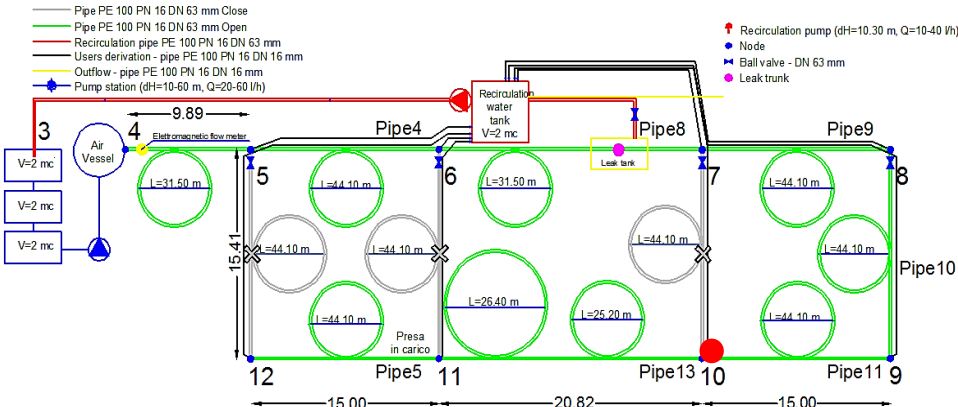 Pipe PE 100 PN 16 DN 63 mm Close
Pipe PE 100 PN 16 DN 63 mm Open
Recirculation pipe PE 100 PN 16 DN 63 mm
Users derivation - pipe PE 100 PN 16 DN 16 mm
Outflow - pipe PE 100 PN 16 DN 16 mm
Pump station (dH=10-60 m, Q=20-60 l/h)
Recirculation pump (dH=10.30 m, Q=10-40 l/h)
Node
Ball valve - DN 63 mm
Leak trunk
9.89
3
4
Pipe4
Recirculation
water
tank
V=2 mc
Pipe8
Pipe9
Eletromagnetic flow meter
Air
Vessel
V=2 mc
V=2 mc
V=2 mc
5
6
Leak tank
7
8
L=31.50 m
L=44.10 m
L=31.50 m
L=44.10 m
15.41
L=44.10 m
L=44.10 m
L=44.10 m
L=44.10 m
Pipe10
L=26.40 m
L=25.20 m
L=44.10 m
L=44.10 m
Presa
in carico
12
Pipe5
11
Pipe13
10
Pipe11
9
15.00
20.82
15.00